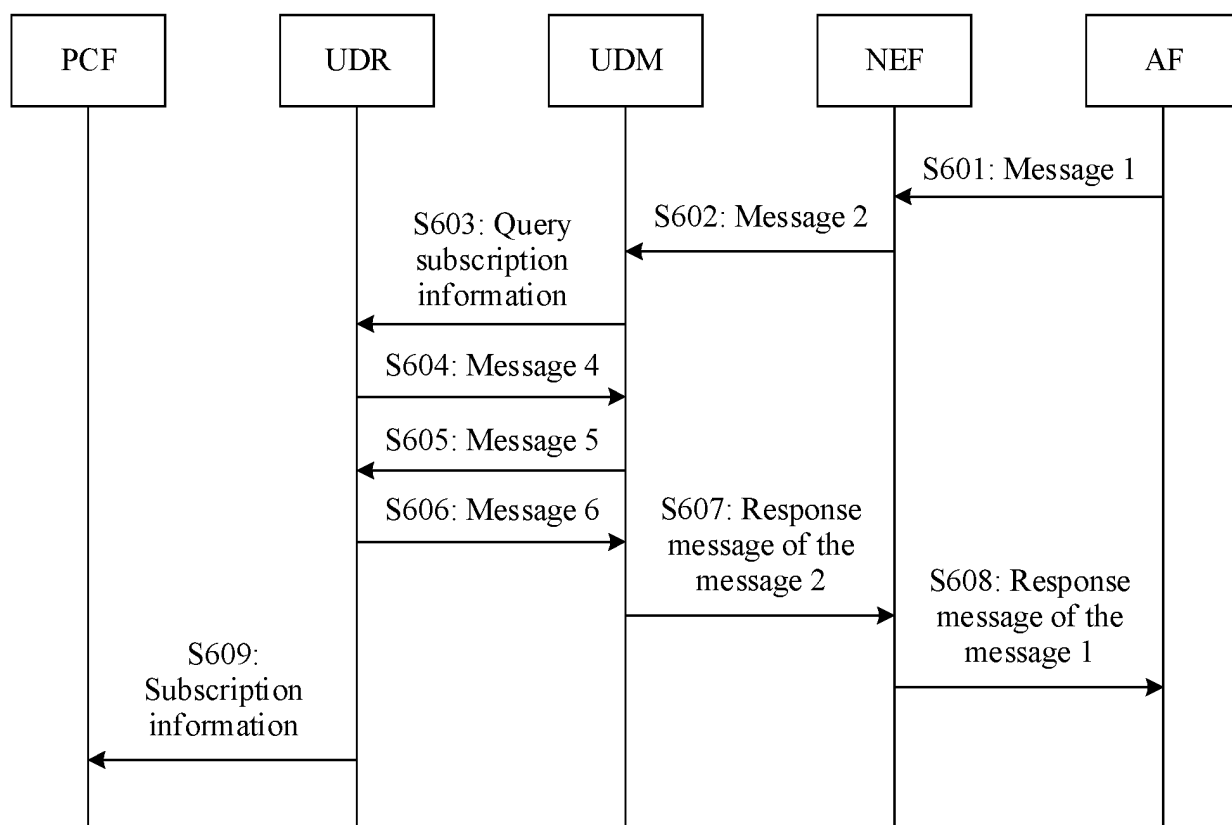 PCF
UDR
UDM
NEF
AF
S601: Message 1
S602: Message 2
S603: Query
subscription
information
S604: Message 4
S605: Message 5
S606: Message 6
S607: Response
message of the
message 2
S608: Response
message of the
message 1
S609:
Subscription
information